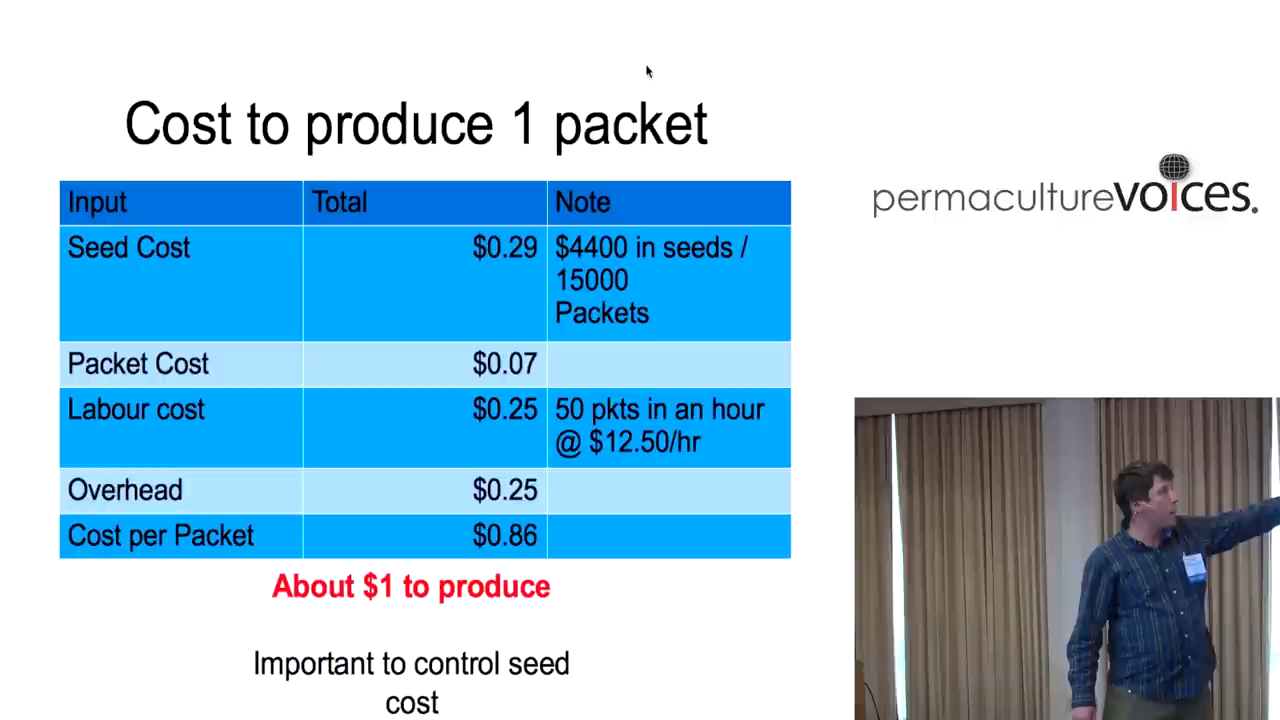 Cost to produce 1 packet
permaculturevoices.
Input Total Note
Seed Cost $0.29 $4400 in seeds /
15000
Packets
Packet Cost $0.07
Labour cost $0.25 50 pkts in an hour
@ $12.50/hr
Overhead $0.25
Cost per Packet $0.86
About $1 to produce
Important to control seed
cost